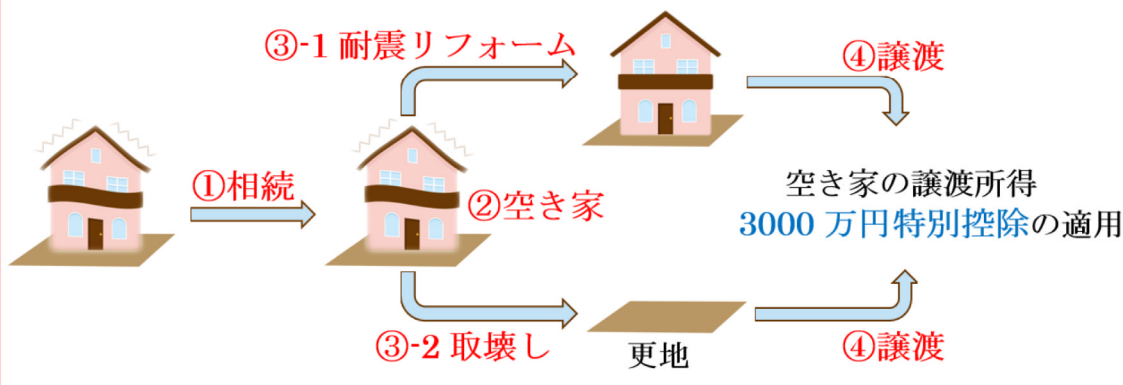 ③-1 耐震リフォーム
④譲渡
①相続
②空き家
空き家の譲渡所得
3000 万円特別控除の適用
③-2 取壊し
更地
④譲渡